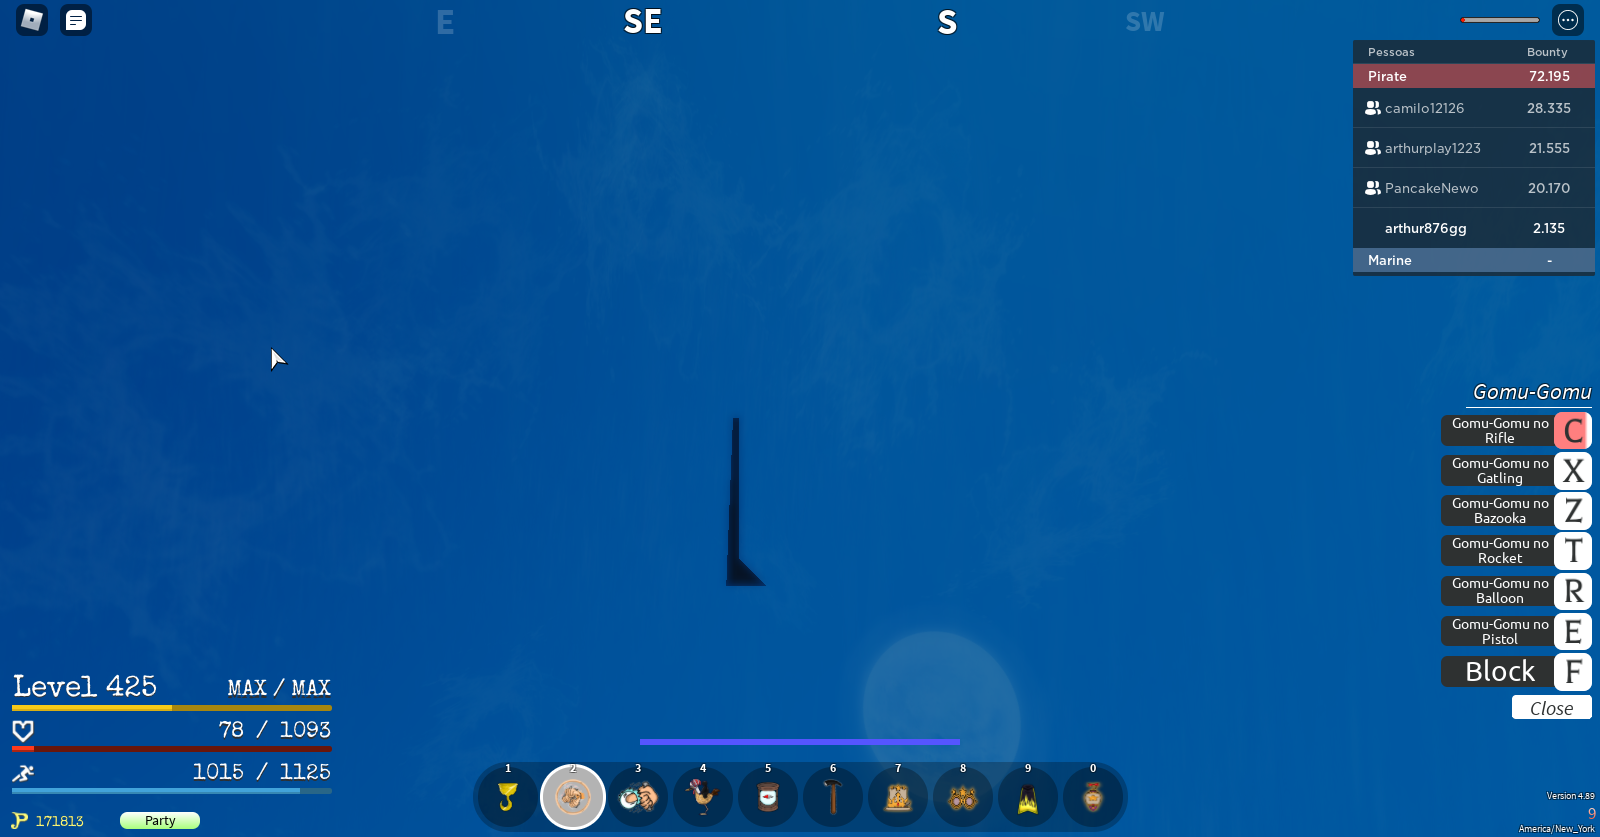 E
SE
S
SW
Pessoas Bounty
Pirate 72.195
camilo12126 28.335
arthurplay1223 21.555
PancakeNewo 20.170
arthur876gg 2.135
Marine -
Gomu-Gomu
Gomu-Gomu no
Rifle
C
Gomu-Gomu no
Gatling
X
Gomu-Gomu no
Bazooka
Z
Gomu-Gomu no
Rocket
T
Gomu-Gomu no
Balloon
R
Gomu-Gomu no
Pistol
E
Block F
Close
Level 425 MAX / MAX
78 / 1093
1015 / 1125
171813
Party
1 2 3 4 5 6 7 8 9 0
Version 4.89
9
America/New_York